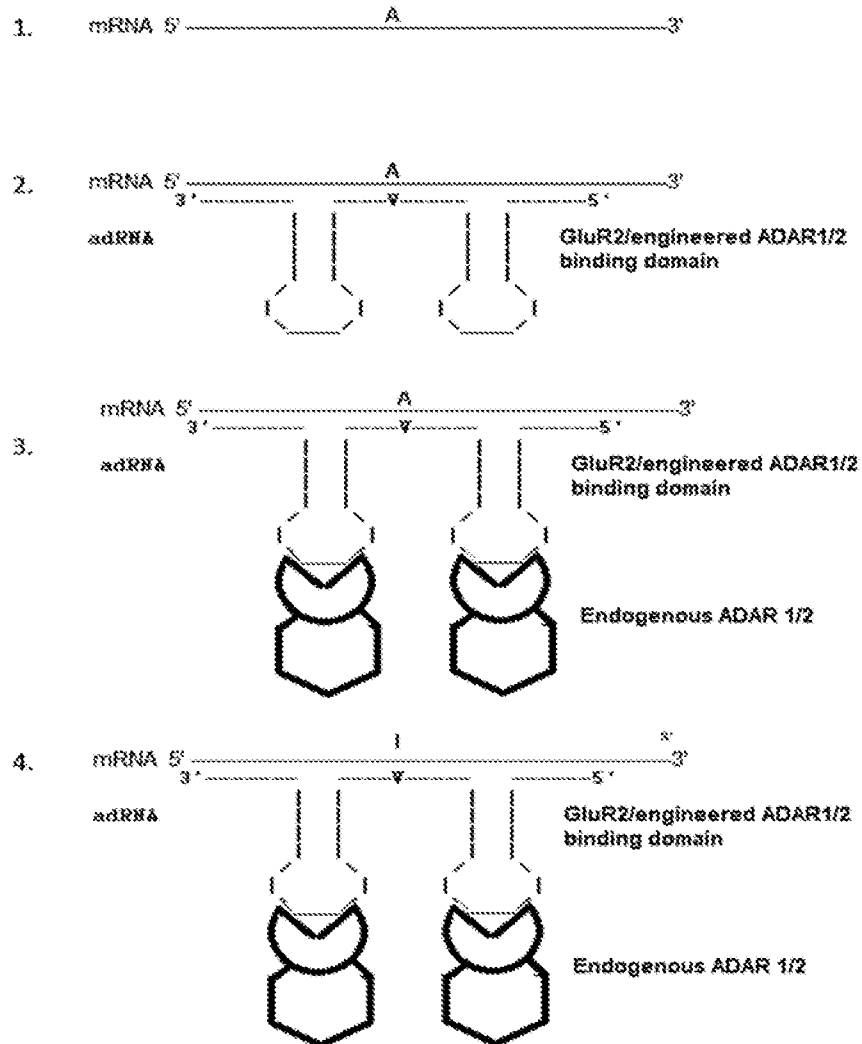 1. mRNA 5' A 3'
2. mRNA 5' A 3'
3' 5'
adRNA GluR2/engineered ADAR1/2
binding domain
3. mRNA 5' A 3'
3' 5'
adRNA GluR2/engineered ADAR1/2
binding domain
Endogenous ADAR 1/2
4. mRNA 5' I 3'
3' 5'
adRNA GluR2/engineered ADAR1/2
binding domain
Endogenous ADAR 1/2